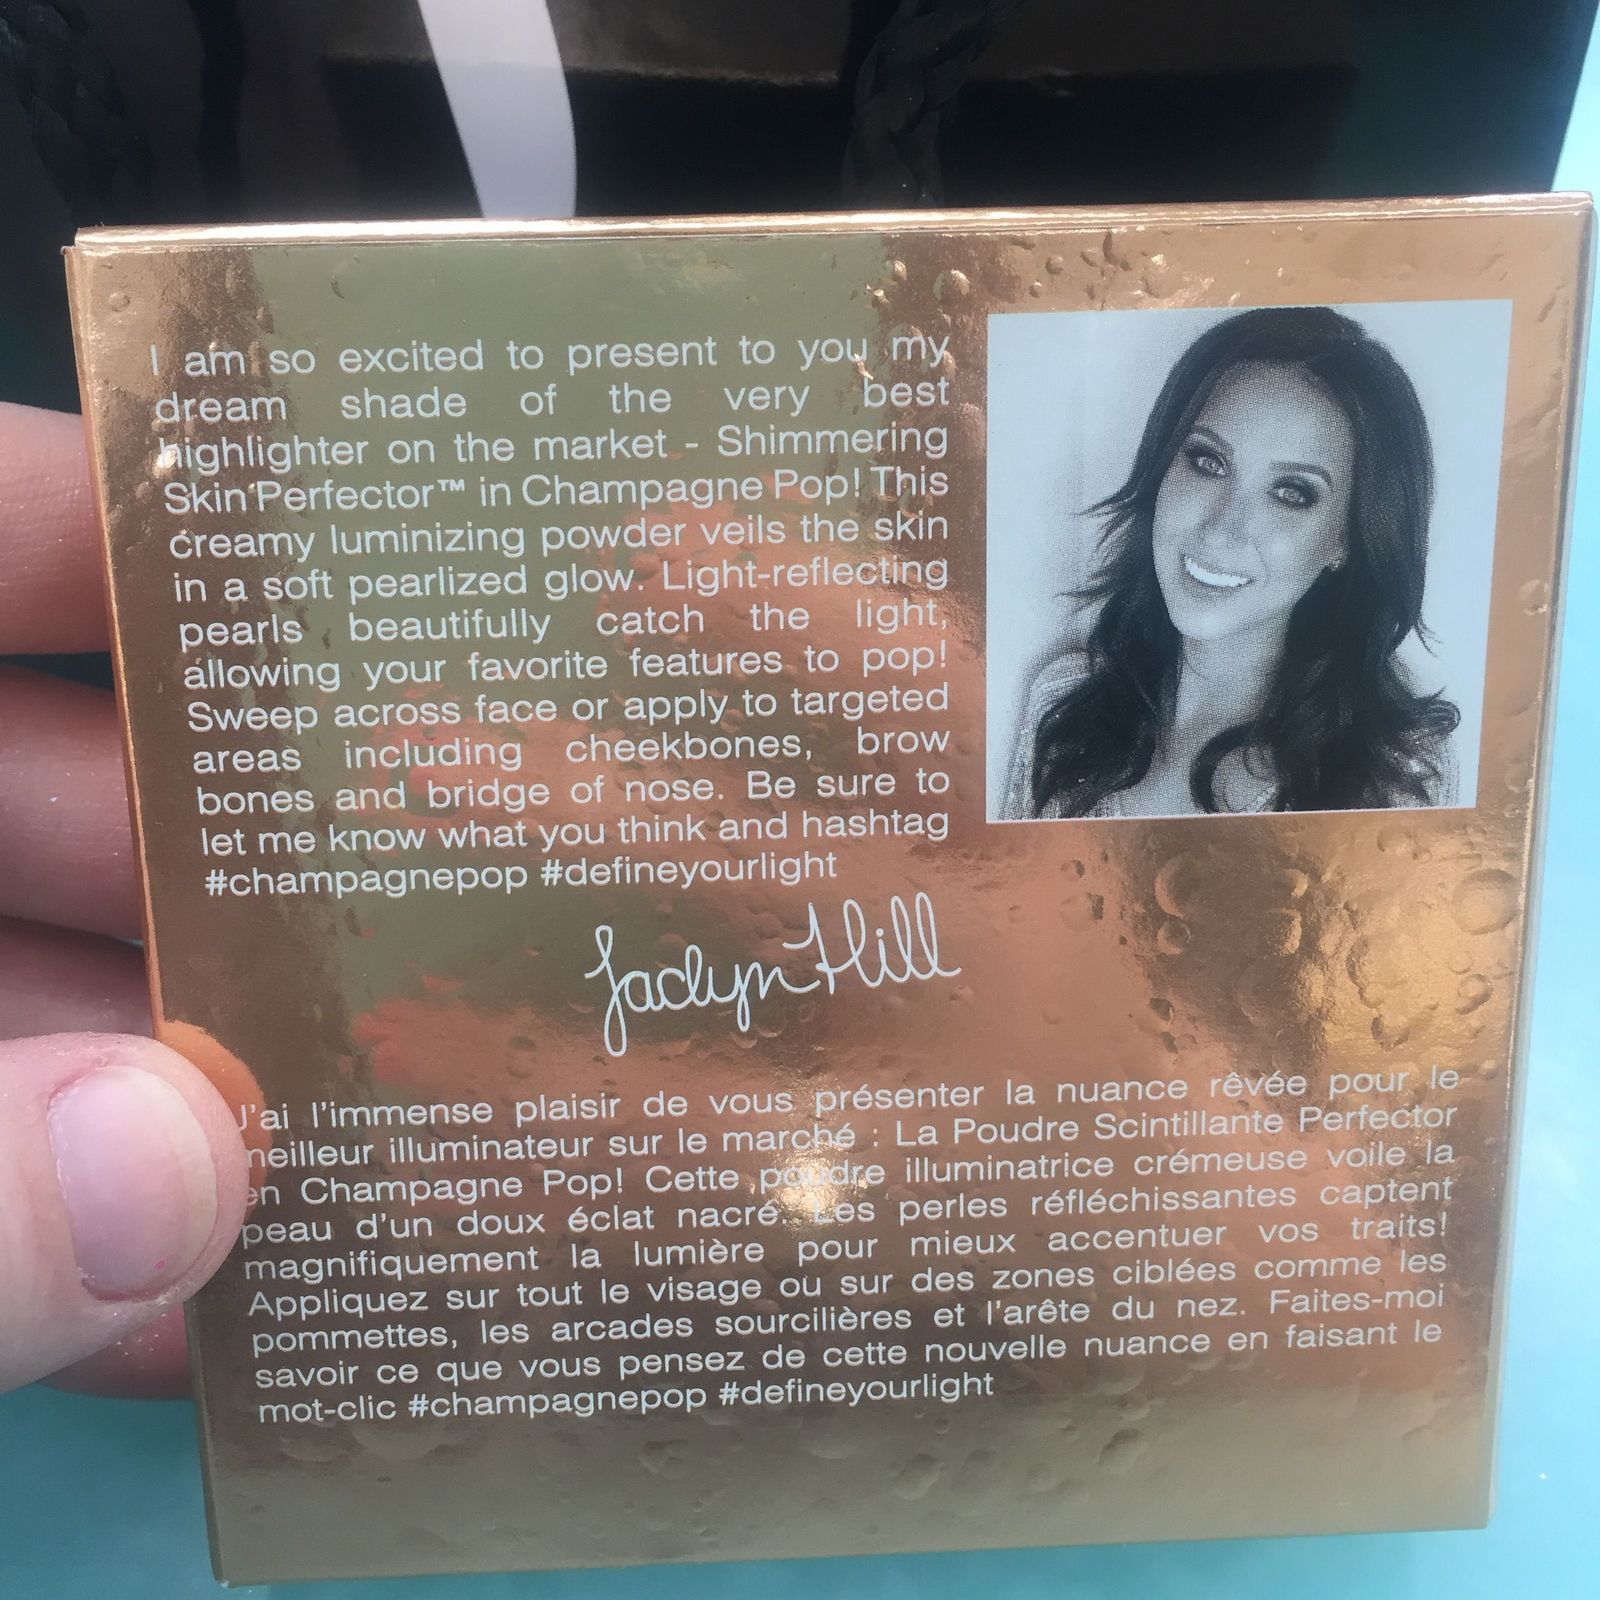 I am so excited to present to you my
dream shade of the very best
highlighter on the market - Shimmering
Skin Perfector™ in Champagne Pop! This
creamy luminizing powder veils the skin
in a soft pearlized glow. Light-reflecting
pearls beautifully catch the light,
allowing your favorite features to pop!
Sweep across face or apply to targeted
areas including cheekbones, brow
bones and bridge of nose. Be sure to
let me know what you think and hashtag
#champagnepop #defineyourlight
Jaclyn Hill
J'ai l'immense plaisir de vous présenter la nuance rêvée pour le
meilleur illuminateur sur le marché : La Poudre Scintillante Perfector
en Champagne Pop! Cette poudre illuminatrice crémeuse voile la
peau d'un doux éclat nacré. Les perles réfléchissantes captent
magnifiquement la lumière pour mieux accentuer vos traits!
Appliquez sur tout le visage ou sur des zones ciblées comme les
pommettes, les arcades sourcilières et l'arête du nez. Faites-moi
savoir ce que vous pensez de cette nouvelle nuance en faisant le
mot-clic #champagnepop #defineyourlight